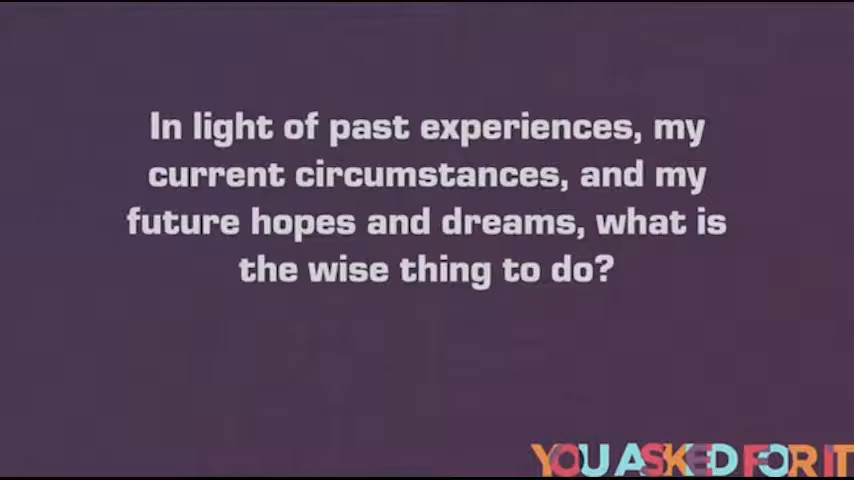 In light of past experiences, my
current circumstances, and my
future hopes and dreams, what is
the wise thing to do?
YOU ASKED FOR IT